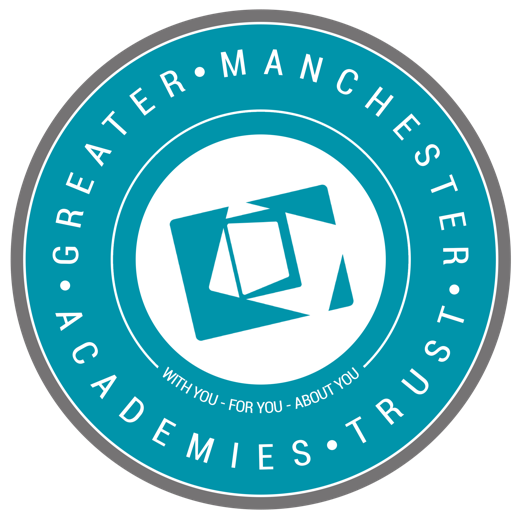 GREATER•MANCHESTER•
•ACADEMIES•TRUST
WITH YOU - FOR YOU - ABOUT YOU